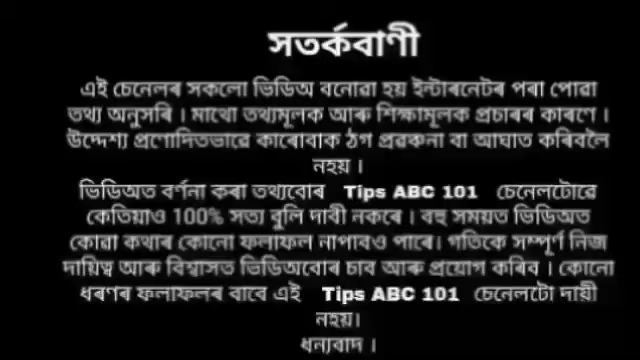 সতৰ্কবাণী
এই চেনেলৰ সকলো ভিডিঅ বনোৱা হয় ইন্টাৰনেটৰ পৰা পোৱা
তথ্য অনুসৰি । মাথো তথ্যমূলক আৰু শিক্ষামূলক প্ৰচাৰৰ কাৰণে ।
উদ্দেশ্য প্ৰণোদিতভাৱে কাৰোবাক ঠগ প্ৰৱঞ্চনা বা আঘাত কৰিবলৈ
নহয় ।
ভিডিঅত বৰ্ণনা কৰা তথ্যবোৰ Tips ABC 101 চেনেলটোৱে
কেতিয়াও 100% সত্য বুলি দাবী নকৰে । বহু সময়ত ভিডিঅত
কোৱা কথাৰ কোনো ফলাফল নাপাবও পাৰে। গতিকে সম্পূৰ্ণ নিজ
দায়িত্ব আৰু বিশ্বাসত ভিডিঅবোৰ চাব আৰু প্ৰয়োগ কৰিব । কোনো
ধৰণৰ ফলাফলৰ বাবে এই Tips ABC 101 চেনেলটো দায়ী
নহয়।
ধন্যবাদ ।